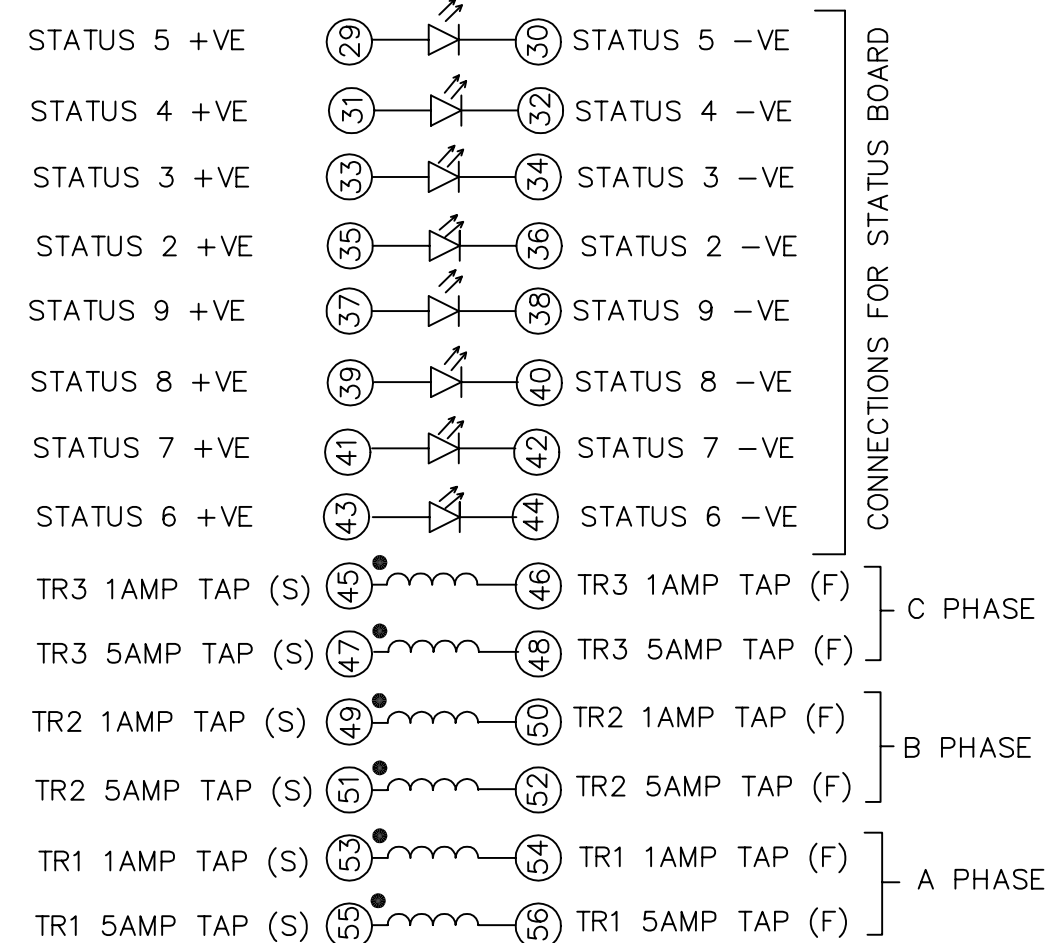 STATUS 5 +VE 29 30 STATUS 5 −VE
STATUS 4 +VE 31 32 STATUS 4 −VE
STATUS 3 +VE 33 34 STATUS 3 −VE
STATUS 2 +VE 35 36 STATUS 2 −VE
STATUS 9 +VE 37 38 STATUS 9 −VE
STATUS 8 +VE 39 40 STATUS 8 −VE
STATUS 7 +VE 41 42 STATUS 7 −VE
STATUS 6 +VE 43 44 STATUS 6 −VE
CONNECTIONS FOR STATUS BOARD
TR3 1AMP TAP (S) 45 46 TR3 1AMP TAP (F)
TR3 5AMP TAP (S) 47 48 TR3 5AMP TAP (F)
C PHASE
TR2 1AMP TAP (S) 49 50 TR2 1AMP TAP (F)
TR2 5AMP TAP (S) 51 52 TR2 5AMP TAP (F)
B PHASE
TR1 1AMP TAP (S) 53 54 TR1 1AMP TAP (F)
TR1 5AMP TAP (S) 55 56 TR1 5AMP TAP (F)
A PHASE